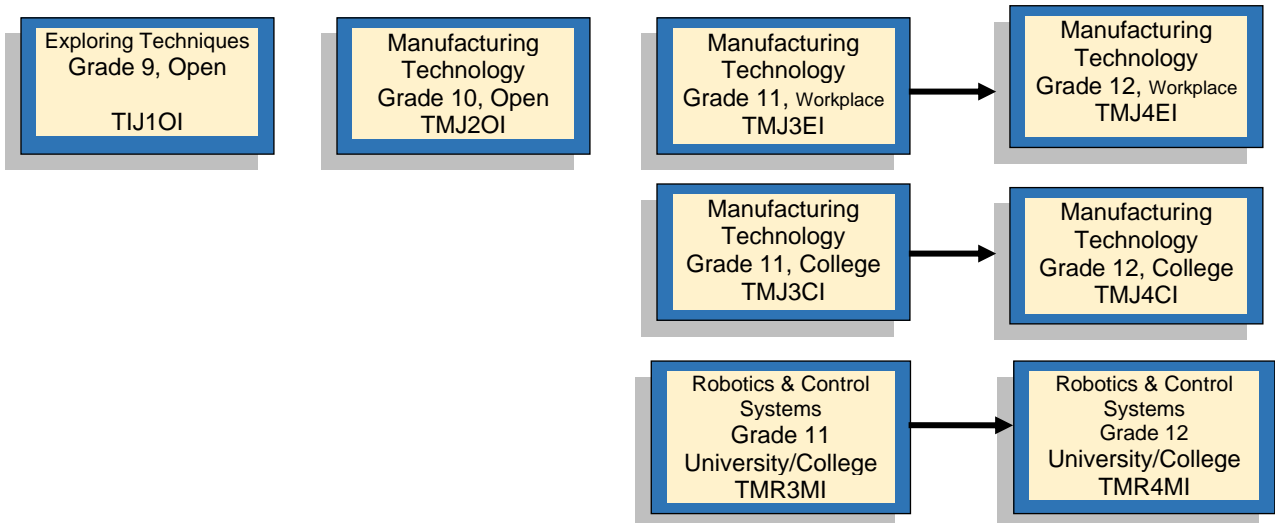 Exploring Techniques
Grade 9, Open
TIJ1OI
Manufacturing
Technology
Grade 10, Open
TMJ2OI
Manufacturing
Technology
Grade 11, Workplace
TMJ3EI
Manufacturing
Technology
Grade 12, Workplace
TMJ4EI
Manufacturing
Technology
Grade 11, College
TMJ3CI
Manufacturing
Technology
Grade 12, College
TMJ4CI
Robotics & Control
Systems
Grade 11
University/College
TMR3MI
Robotics & Control
Systems
Grade 12
University/College
TMR4MI